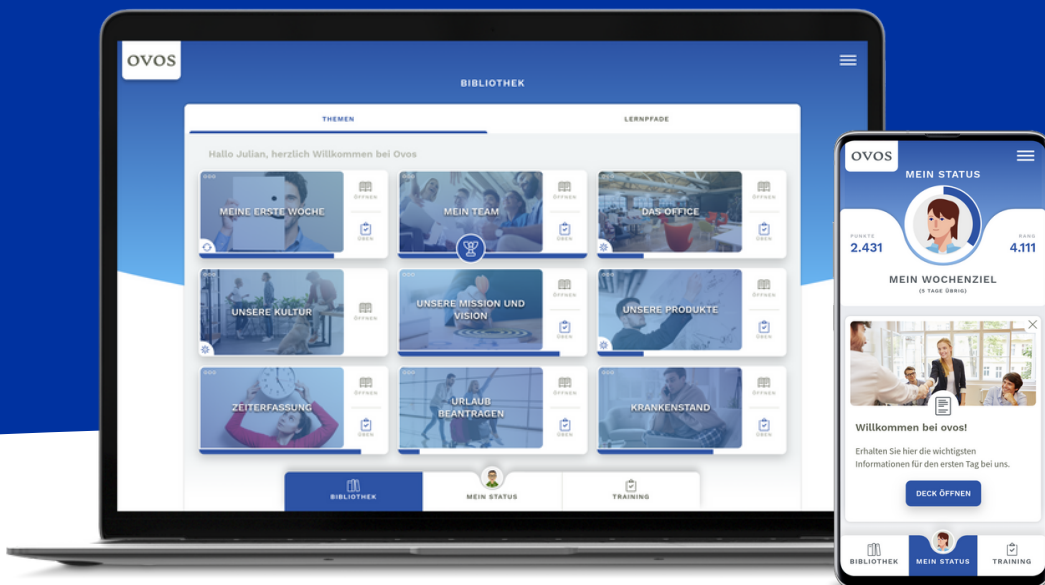 ovos
BIBLIOTHEK
THEMEN
LERNPFADE
Hallo Julian, herzlich Willkommen bei Ovos
MEINE ERSTE WOCHE
ÖFFNEN
ÜBEN
MEIN TEAM
ÖFFNEN
ÜBEN
DAS OFFICE
ÖFFNEN
ÜBEN
UNSERE KULTUR
ÖFFNEN
UNSERE MISSION UND
VISION
ÖFFNEN
ÜBEN
UNSERE PRODUKTE
ÖFFNEN
ÜBEN
ZEITERFASSUNG
ÖFFNEN
ÜBEN
URLAUB
BEANTRAGEN
ÖFFNEN
ÜBEN
KRANKENSTAND
ÖFFNEN
ÜBEN
BIBLIOTHEK
MEIN STATUS
TRAINING
ovos
MEIN STATUS
PUNKTE
2.431
RANG
4.111
MEIN WOCHENZIEL
(5 TAGE ÜBRIG)
Willkommen bei ovos!
Erhalten Sie hier die wichtigsten
Informationen für den ersten Tag bei uns.
DECK ÖFFNEN
BIBLIOTHEK
MEIN STATUS
TRAINING